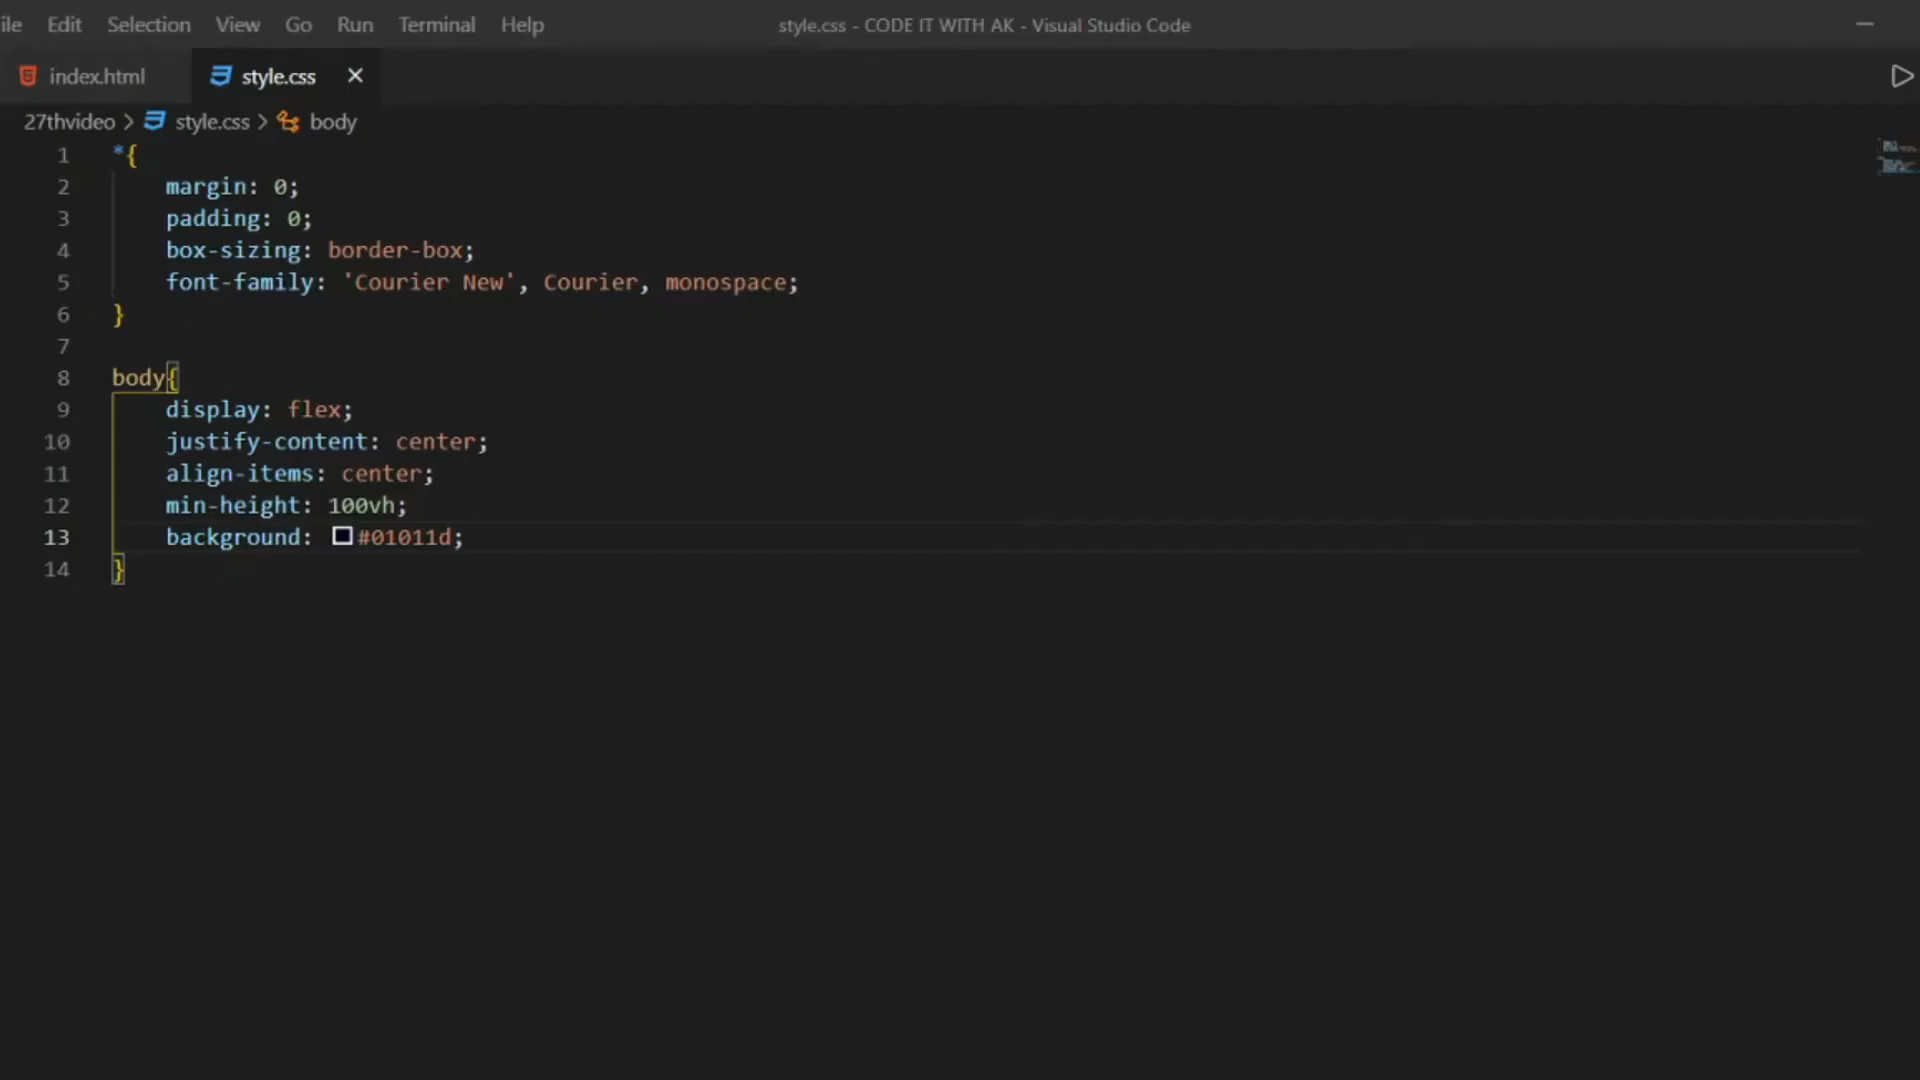 ile Edit Selection View Go Run Terminal Help style.css - CODE IT WITH AK - Visual Studio Code
index.html style.css
27thvideo > style.css > body
1 *{
2 margin: 0;
3 padding: 0;
4 box-sizing: border-box;
5 font-family: 'Courier New', Courier, monospace;
6 }
7
8 body{
9 display: flex;
10 justify-content: center;
11 align-items: center;
12 min-height: 100vh;
13 background: #01011d;
14 }